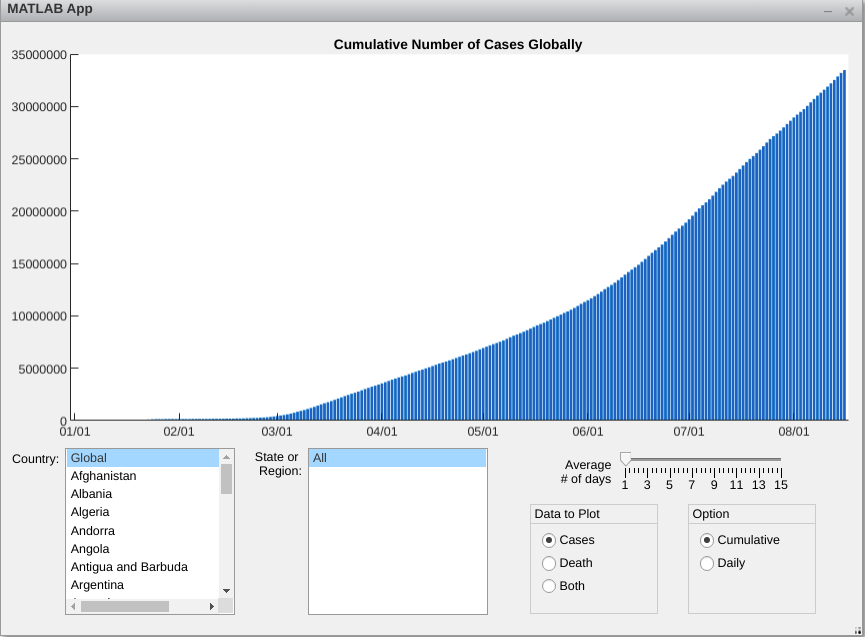 MATLAB App
Cumulative Number of Cases Globally
35000000
30000000
25000000
20000000
15000000
10000000
5000000
0
01/01 02/01 03/01 04/01 05/01 06/01 07/01 08/01
Country:
Global
Afghanistan
Albania
Algeria
Andorra
Angola
Antigua and Barbuda
Argentina
State or
Region:
All
Average
# of days
1 3 5 7 9 11 13 15
Data to Plot
Cases
Death
Both
Option
Cumulative
Daily